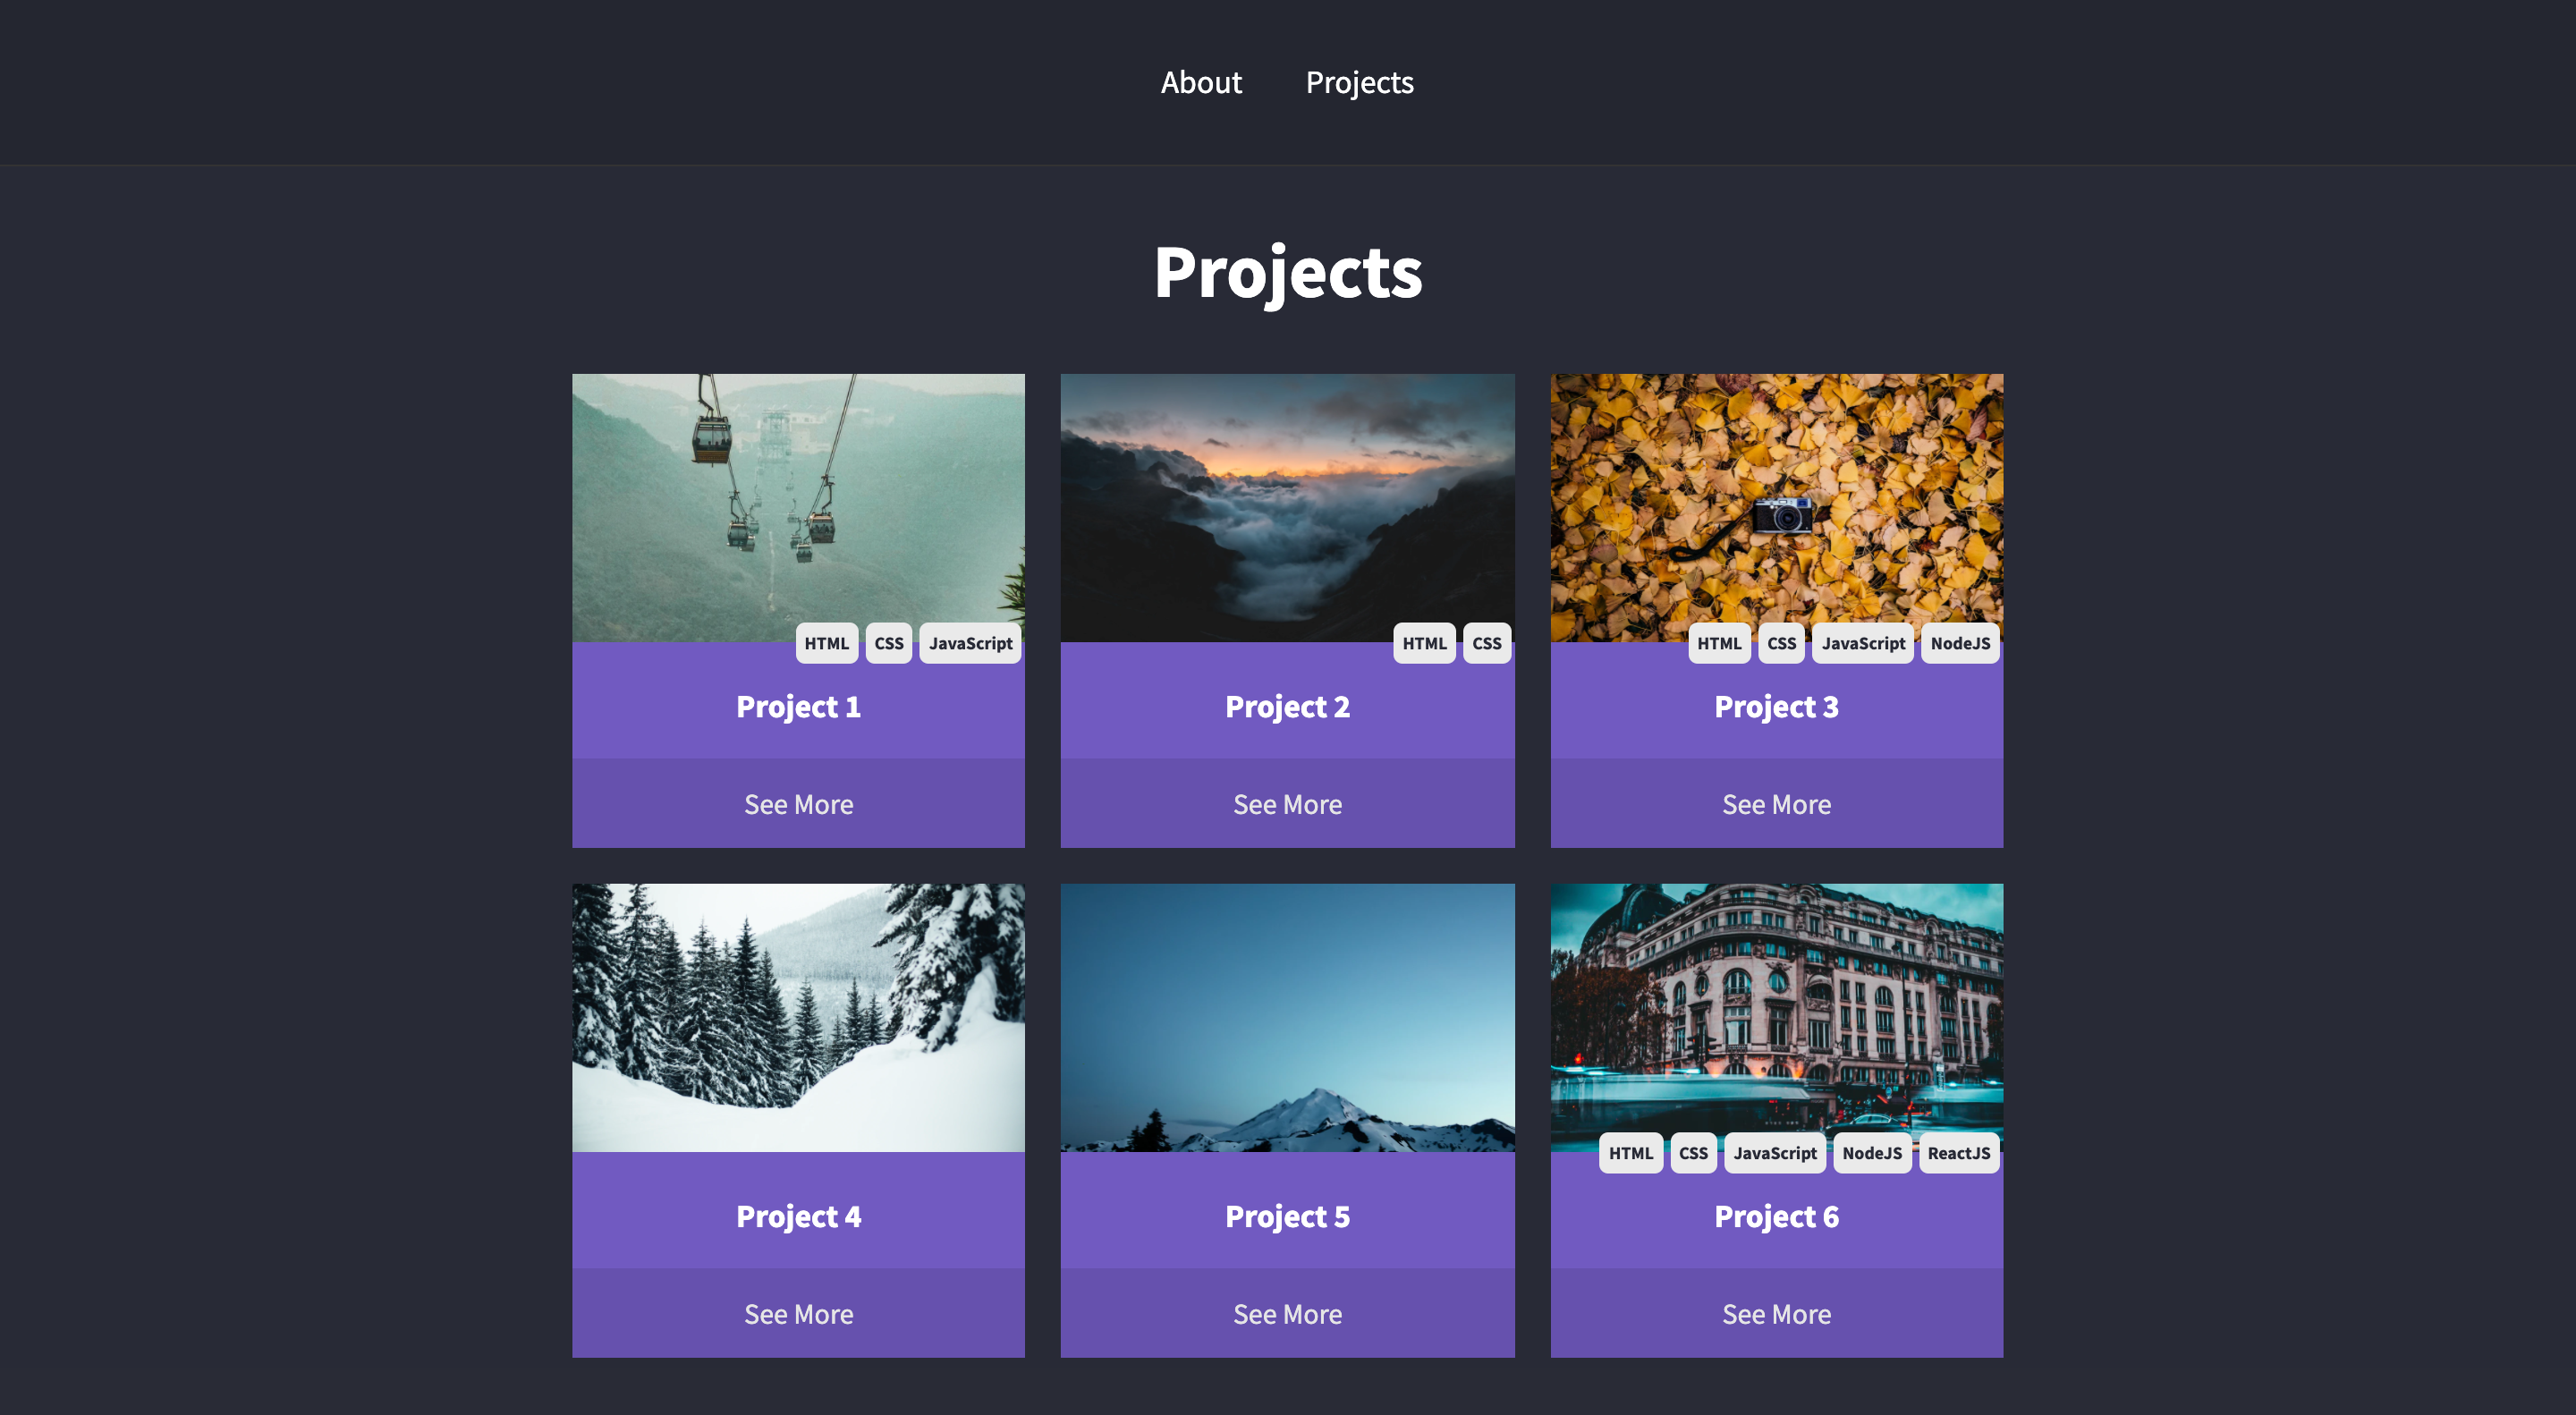 About Projects
Projects
HTML CSS JavaScript
Project 1
See More
HTML CSS
Project 2
See More
HTML CSS JavaScript NodeJS
Project 3
See More
Project 4
See More
Project 5
See More
HTML CSS JavaScript NodeJS ReactJS
Project 6
See More